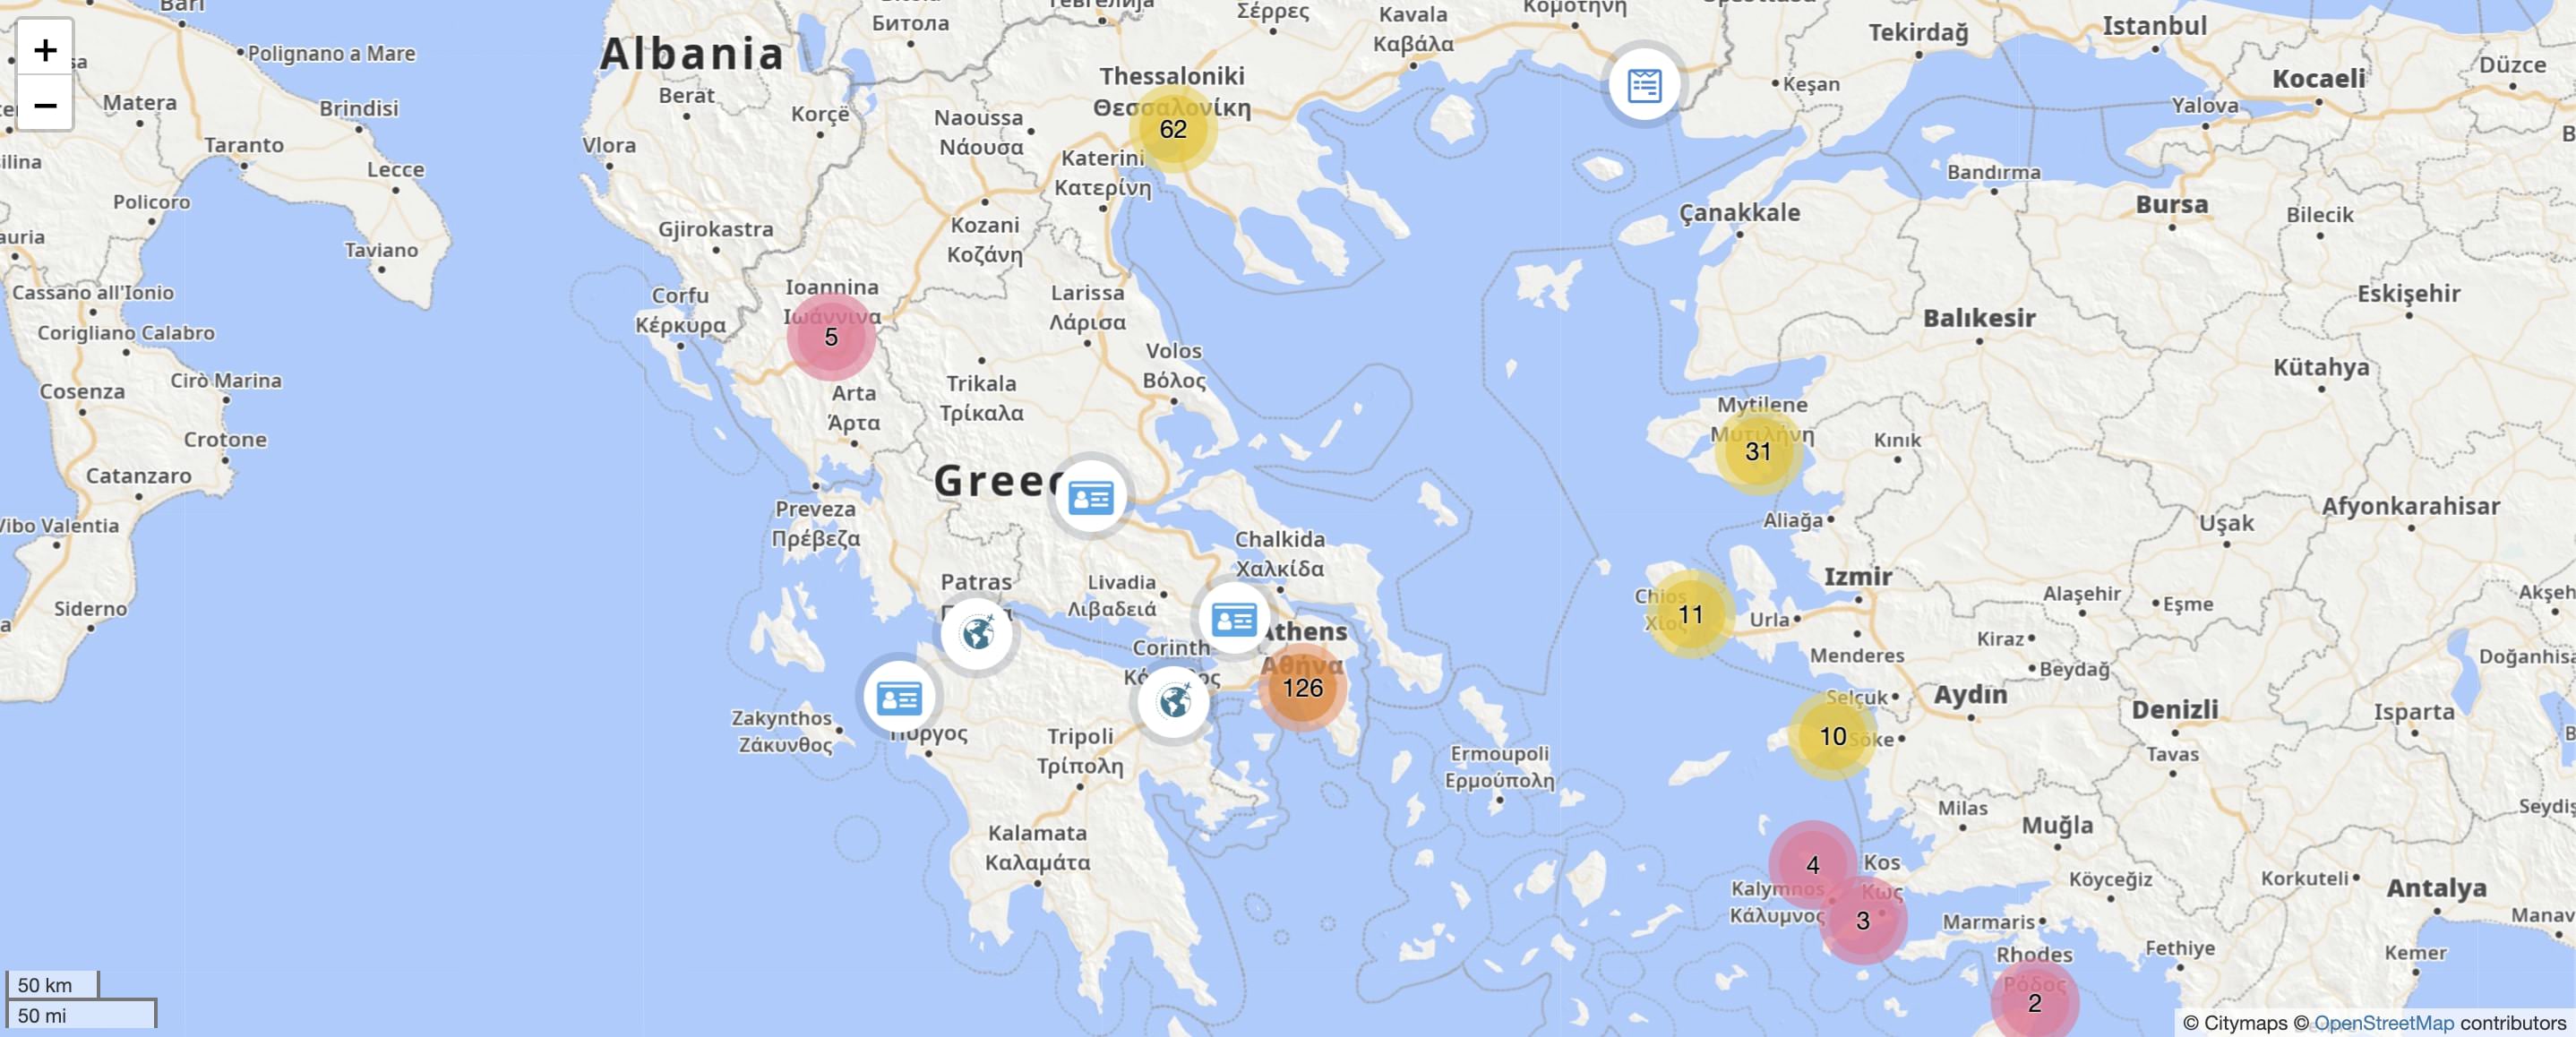 Bari
Битола
Гевгелија
Σέρρες
Kavala
Καβάλα
Κομοτηνή
Tekirdağ
Istanbul
+
Polignano a Mare
Albania
Düzce
−
Matera
Brindisi
Berat
Korçë
Naoussa
Νάουσα
Thessaloniki
Θεσσαλονίκη
62
Keşan
Kocaeli
Yalova
Taranto
Lecce
Vlora
Katerini
Κατερίνη
Bandırma
Policoro
Gjirokastra
Kozani
Κοζάνη
Çanakkale
Bursa
Bilecik
Taviano
Cassano all'Ionio
Corfu
Κέρκυρα
Ioannina
Ιωάννινα
5
Larissa
Λάρισα
Balıkesir
Eskişehir
Corigliano Calabro
Cosenza
Cirò Marina
Arta
Άρτα
Trikala
Τρίκαλα
Volos
Βόλος
Kütahya
Mytilene
Μυτιλήνη
31
Kınık
Crotone
Catanzaro
Greec
Preveza
Πρέβεζα
Aliağa
Uşak
Afyonkarahisar
Vibo Valentia
Chalkida
Χαλκίδα
Patras
Livadia
Λιβαδειά
Chios
Χίος
11
Izmir
Urla
Alaşehir
Eşme
Siderno
Corinth
Athens
Αθήνα
126
Menderes
Kiraz
Beydağ
Zakynthos
Ζάκυνθος
Πύργος
Tripoli
Τρίπολη
Ermoupoli
Ερμούπολη
Selçuk
10
Söke
Aydın
Denizli
Tavas
Isparta
Kalamata
Καλαμάτα
Milas
Muğla
4
Kos
Κως
Kalymnos
Κάλυμνος
3
Marmaris
Köyceğiz
Korkuteli
Antalya
Rhodes
Ρόδος
2
Fethiye
Kemer
50 km
50 mi
© Citymaps © OpenStreetMap contributors